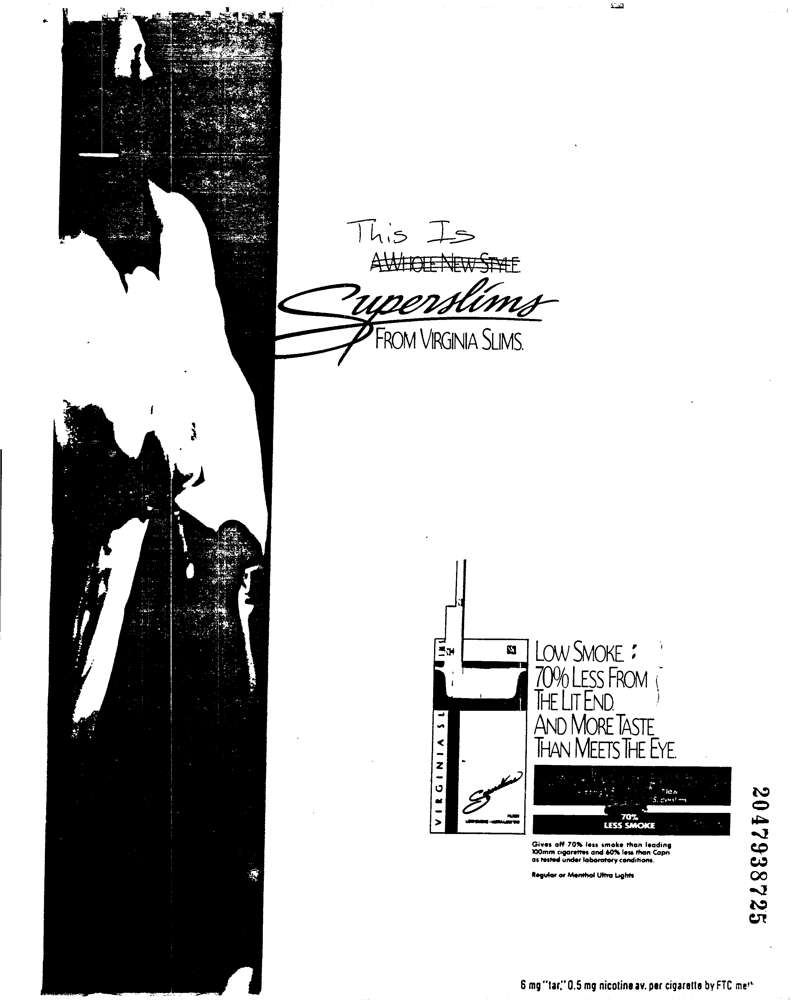 This Is
A WHOLE NEW STYLE
Superslims
FROM VIRGINIA SLIMS.
LOW SMOKE :
70% LESS FROM
THE LIT END.
AND MORE TASTE
THAN MEETS THE EYE.
VIRGINIA SL
Superslims
70%
LESS SMOKE
Gives off 70% less smoke than leading
100mm cigarettes and 60% less than Capri
as tested under laboratory conditions.
Regular or Menthol Ultra Lights
2047938725
6 mg "tar," 0.5 mg nicotine av. per cigarette by FTC